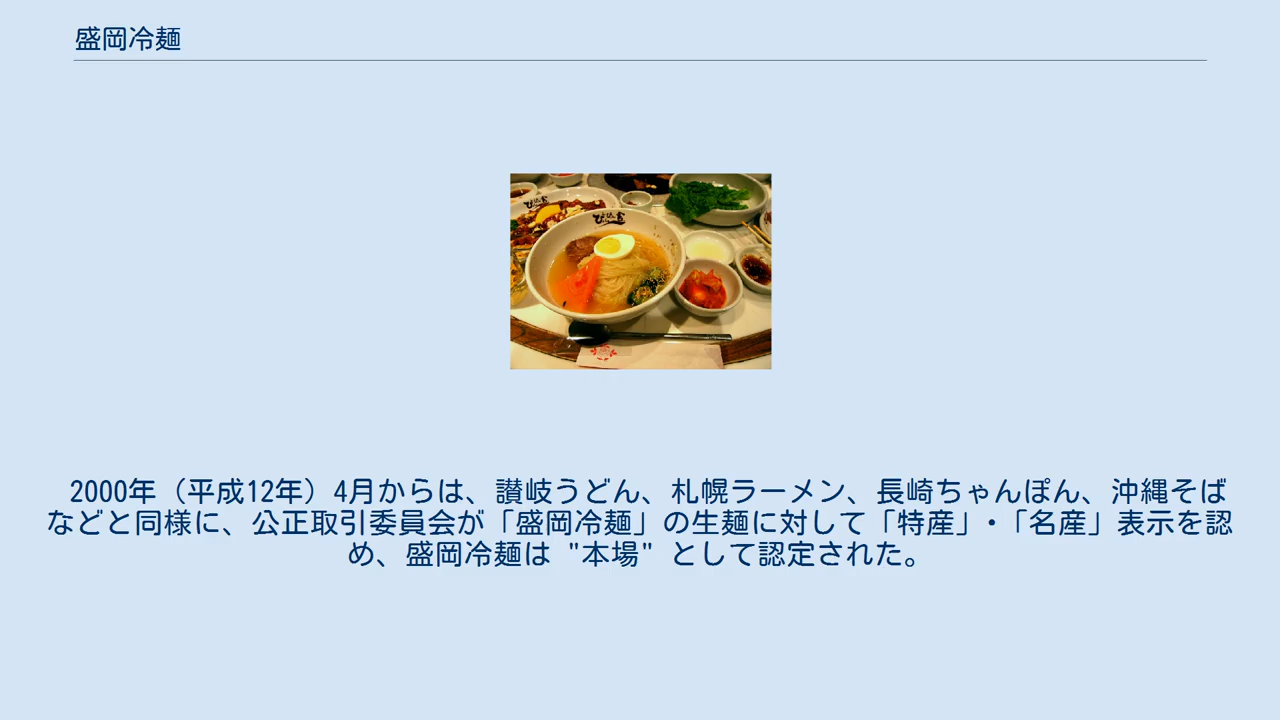 盛岡冷麺
2000年（平成12年）4月からは、讃岐うどん、札幌ラーメン、長崎ちゃんぽん、沖縄そば
などと同様に、公正取引委員会が「盛岡冷麺」の生麺に対して「特産」・「名産」表示を認
め、盛岡冷麺は "本場" として認定された。